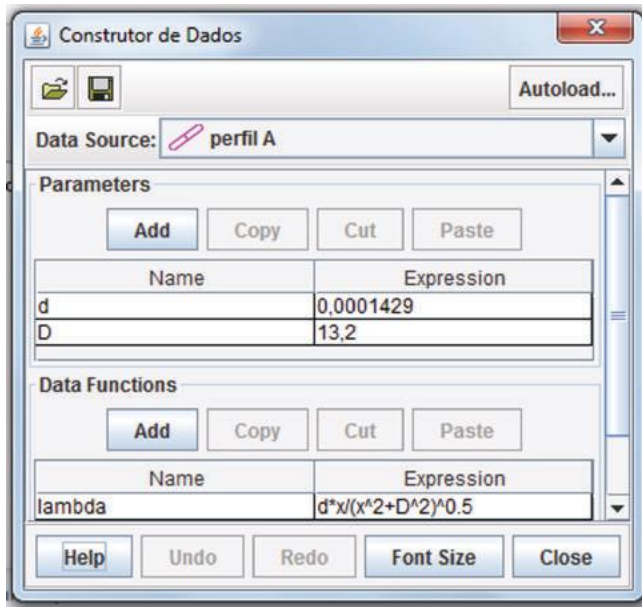 Construtor de Dados
Autoload...
Data Source: perfil A
Parameters
Add Copy Cut Paste
Name Expression
d 0,0001429
D 13,2
Data Functions
Add Copy Cut Paste
Name Expression
lambda d*x/(x^2+D^2)^0.5
Help Undo Redo Font Size Close